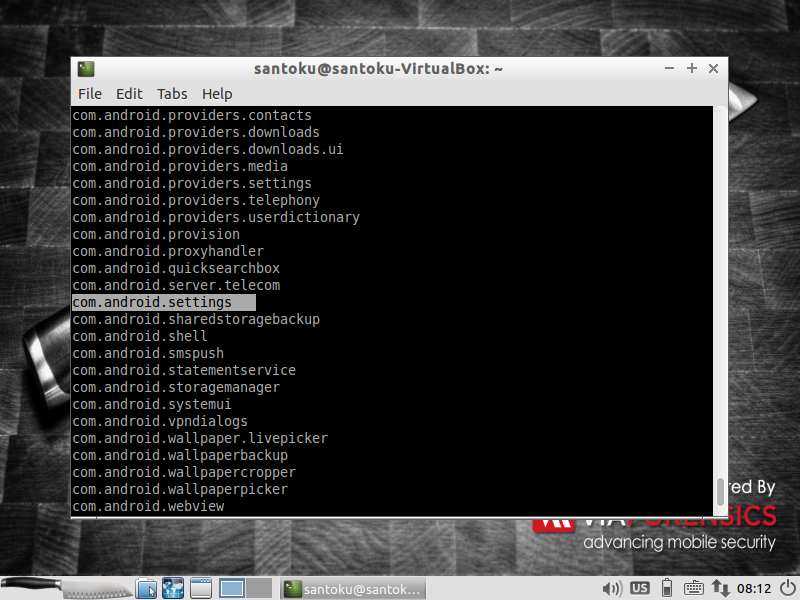 santoku@santoku-VirtualBox: ~
File Edit Tabs Help
com.android.providers.contacts
com.android.providers.downloads
com.android.providers.downloads.ui
com.android.providers.media
com.android.providers.settings
com.android.providers.telephony
com.android.providers.userdictionary
com.android.provision
com.android.proxyhandler
com.android.quicksearchbox
com.android.server.telecom
com.android.settings
com.android.sharedstoragebackup
com.android.shell
com.android.smspush
com.android.statementservice
com.android.storagemanager
com.android.systemui
com.android.vpndialogs
com.android.wallpaper.livepicker
com.android.wallpaperbackup
com.android.wallpapercropper
com.android.wallpaperpicker
com.android.webview
red By
VIAFORENSICS
advancing mobile security
santoku@santok... US 08:12